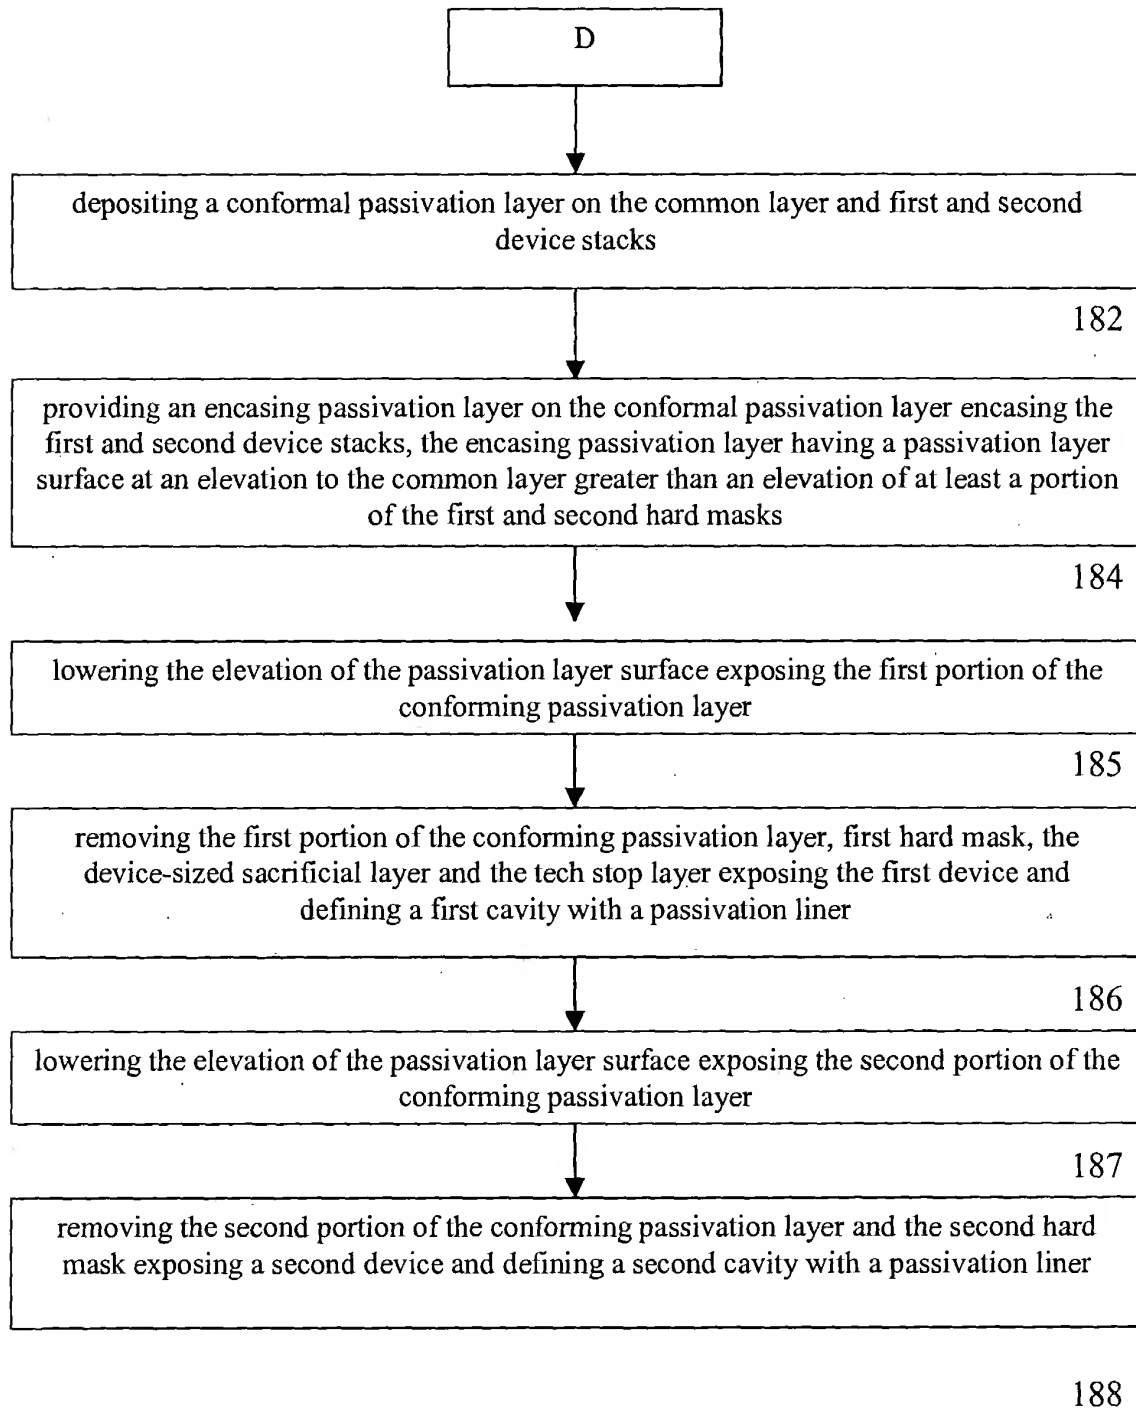 D
depositing a conformal passivation layer on the common layer and first and second
device stacks
182
providing an encasing passivation layer on the conformal passivation layer encasing the
first and second device stacks, the encasing passivation layer having a passivation layer
surface at an elevation to the common layer greater than an elevation of at least a portion
of the first and second hard masks
184
lowering the elevation of the passivation layer surface exposing the first portion of the
conforming passivation layer
185
removing the first portion of the conforming passivation layer, first hard mask, the
device-sized sacrificial layer and the tech stop layer exposing the first device and
defining a first cavity with a passivation liner
186
lowering the elevation of the passivation layer surface exposing the second portion of the
conforming passivation layer
187
removing the second portion of the conforming passivation layer and the second hard
mask exposing a second device and defining a second cavity with a passivation liner
188